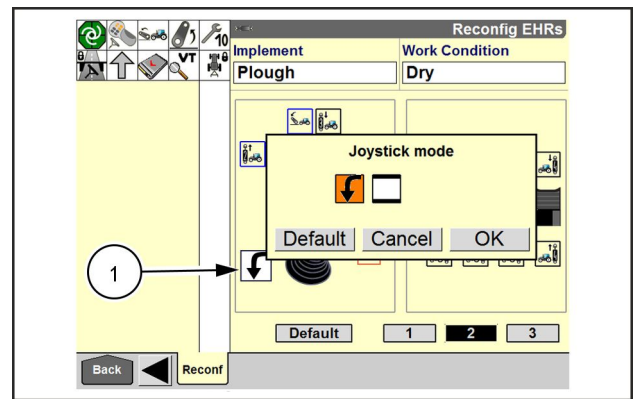 Reconfig EHRs
10
VT
Implement
Work Condition
Plough
Dry
Joystick mode
Default Cancel OK
1
Default 1 2 3
Back Reconf